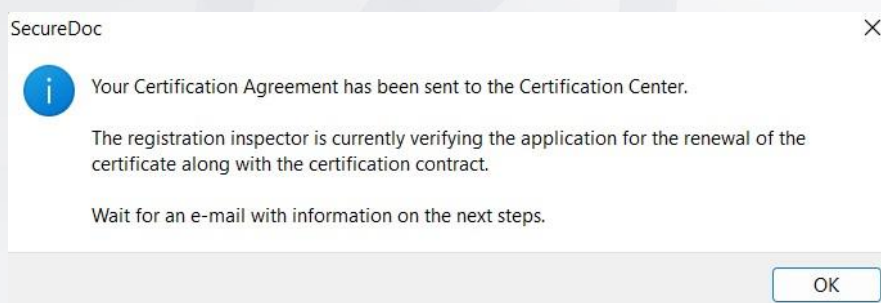 SecureDoc
Your Certification Agreement has been sent to the Certification Center.
The registration inspector is currently verifying the application for the renewal of the
certificate along with the certification contract.
Wait for an e-mail with information on the next steps.
OK